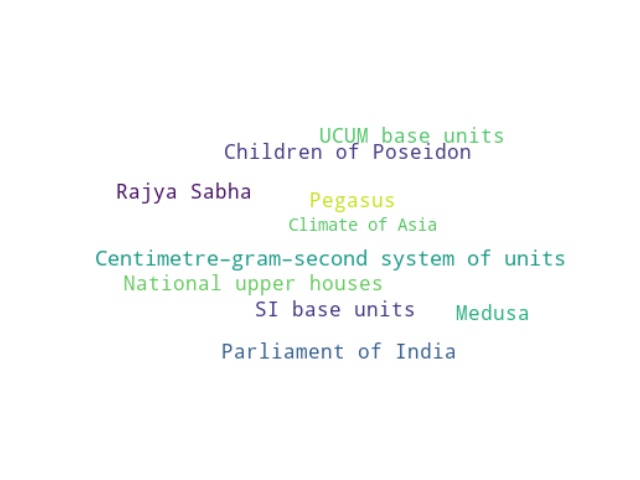 UCUM base units
Children of Poseidon
Rajya Sabha
Pegasus
Climate of Asia
Centimetre–gram–second system of units
National upper houses
SI base units
Medusa
Parliament of India